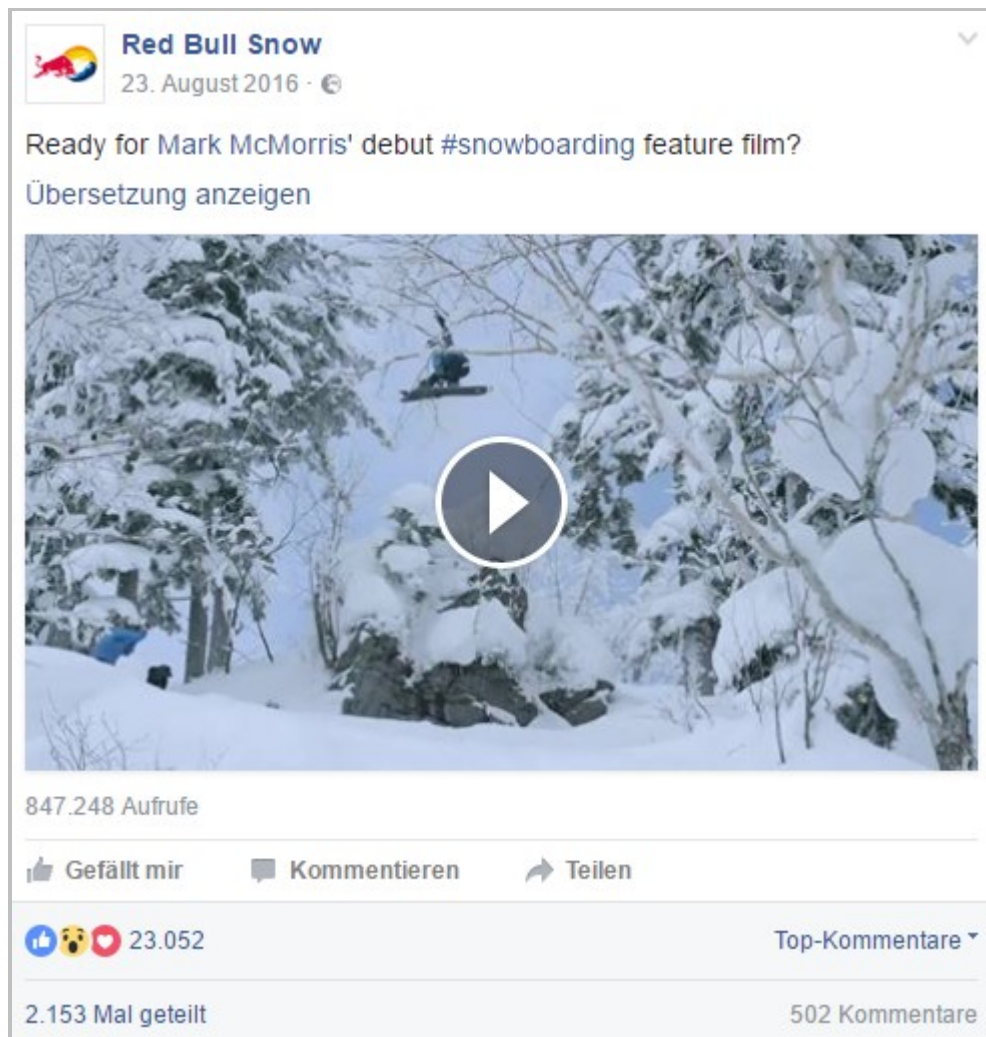 Red Bull Snow
23. August 2016 ·
Ready for Mark McMorris' debut #snowboarding feature film?
Übersetzung anzeigen
847.248 Aufrufe
Gefällt mir Kommentieren Teilen
23.052 Top-Kommentare
2.153 Mal geteilt 502 Kommentare